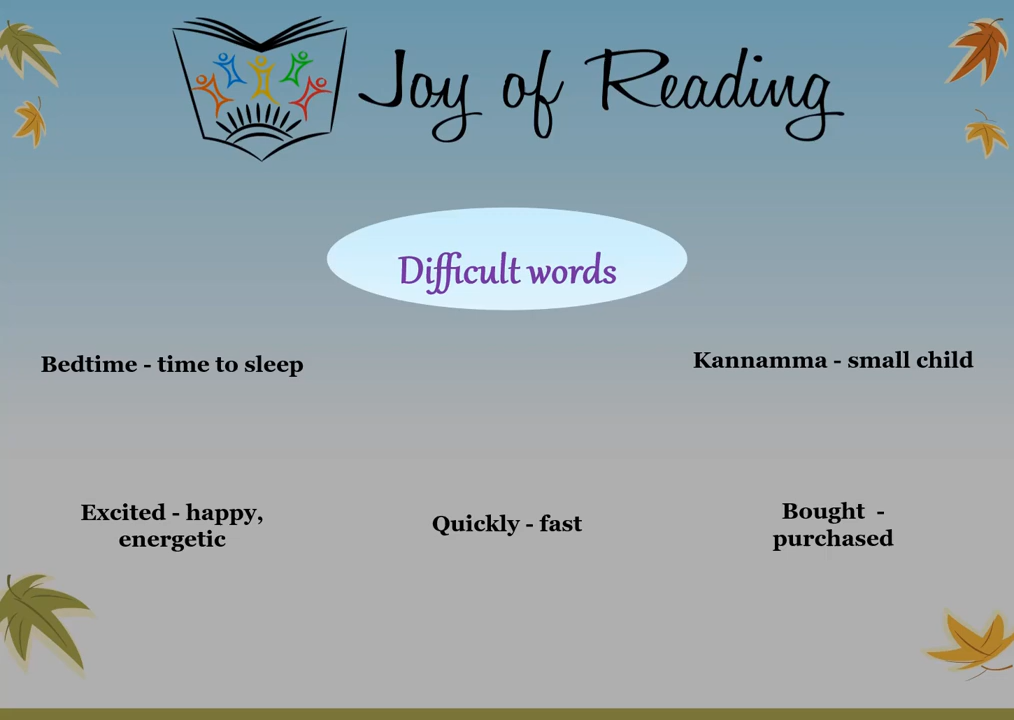 Joy of Reading
Difficult words
Bedtime - time to sleep
Kannamma - small child
Excited - happy,
energetic
Quickly - fast
Bought -
purchased